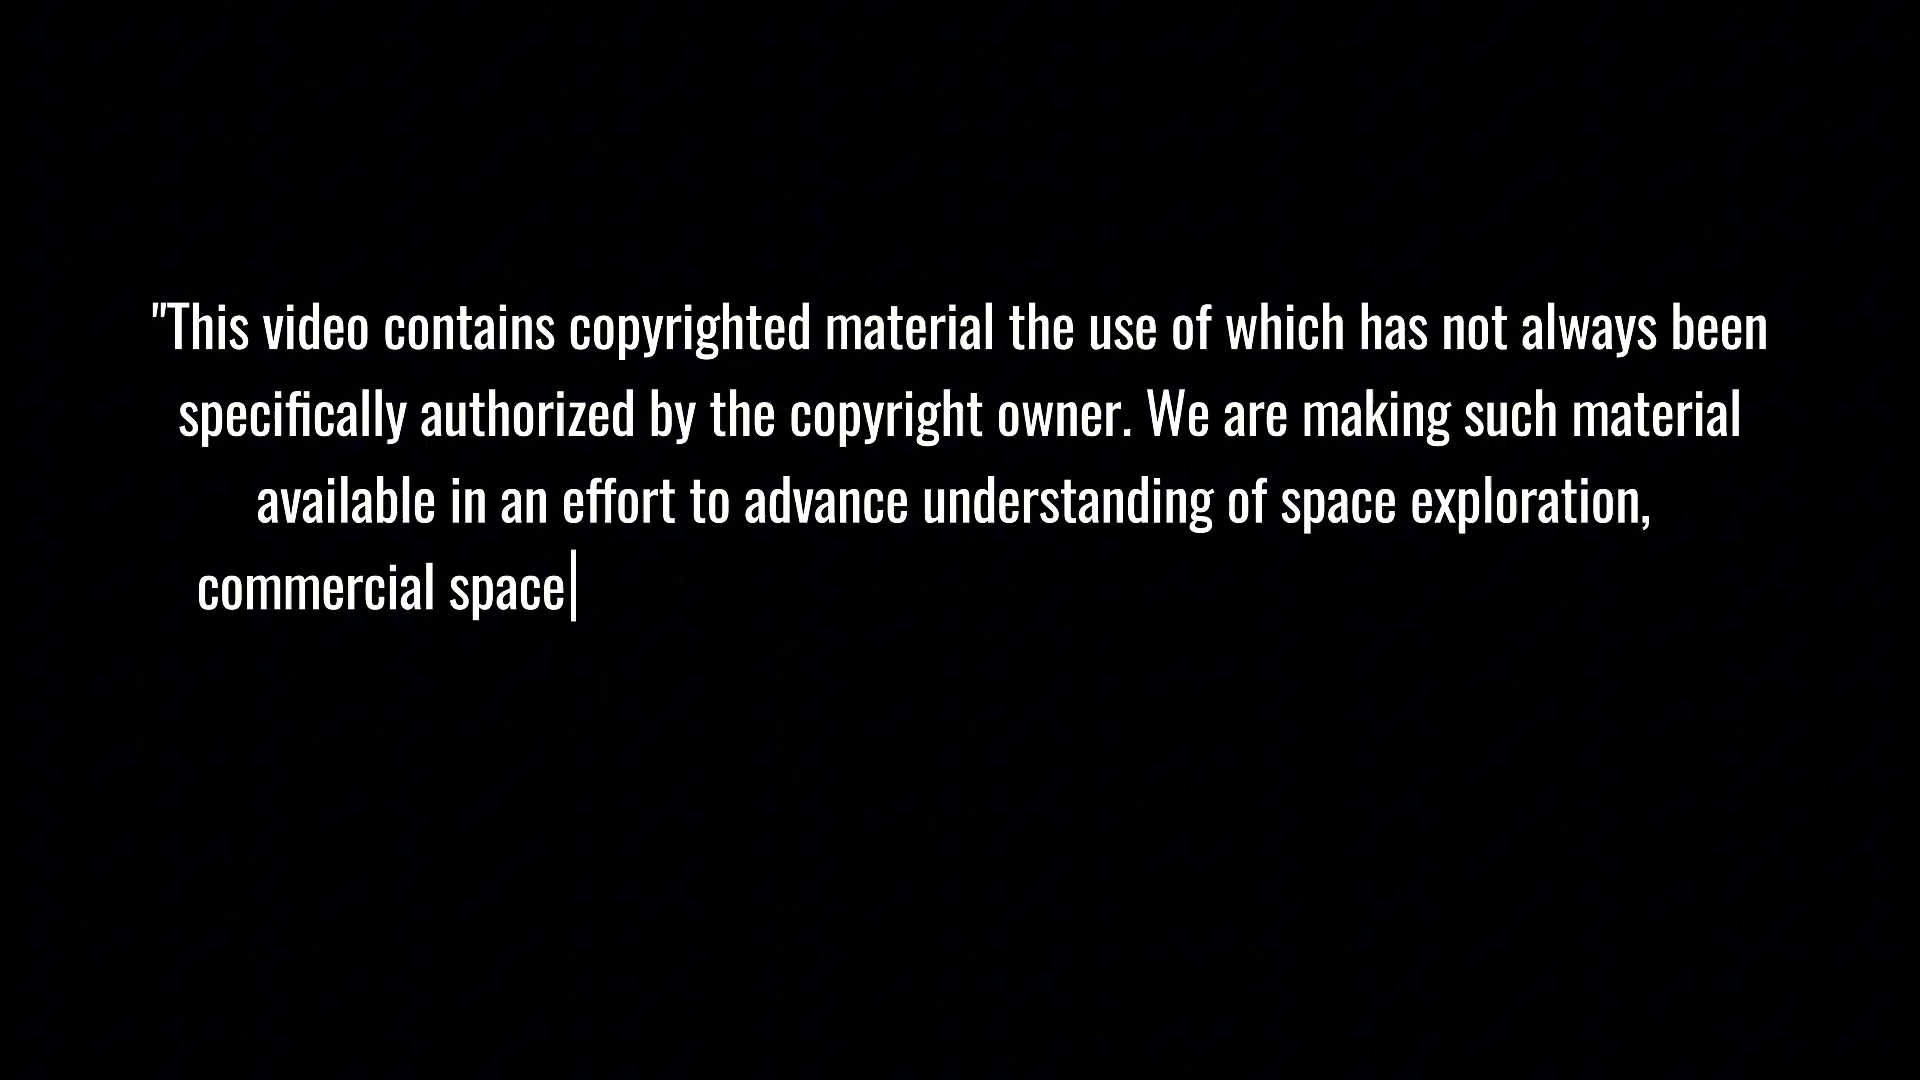 "This video contains copyrighted material the use of which has not always been
specifically authorized by the copyright owner. We are making such material
available in an effort to advance understanding of space exploration,
commercial space